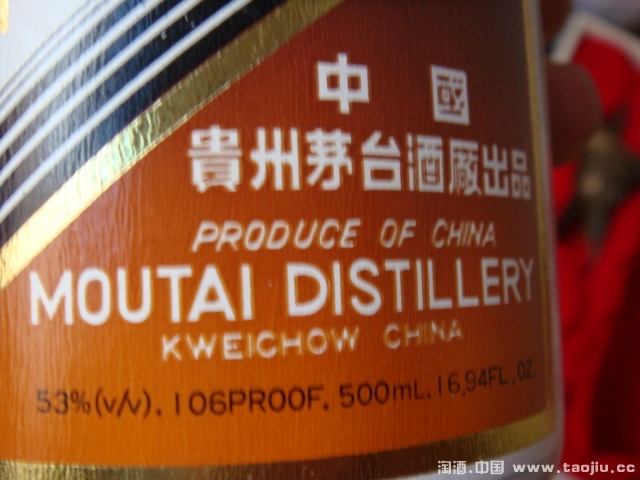 中國
貴州茅台酒廠出品
PRODUCE OF CHINA
MOUTAI DISTILLERY
KWEICHOW CHINA
53%(v/v). 106PROOF. 500mL. 16.94FL. OZ.
淘酒.中国 www.taojiu.cc